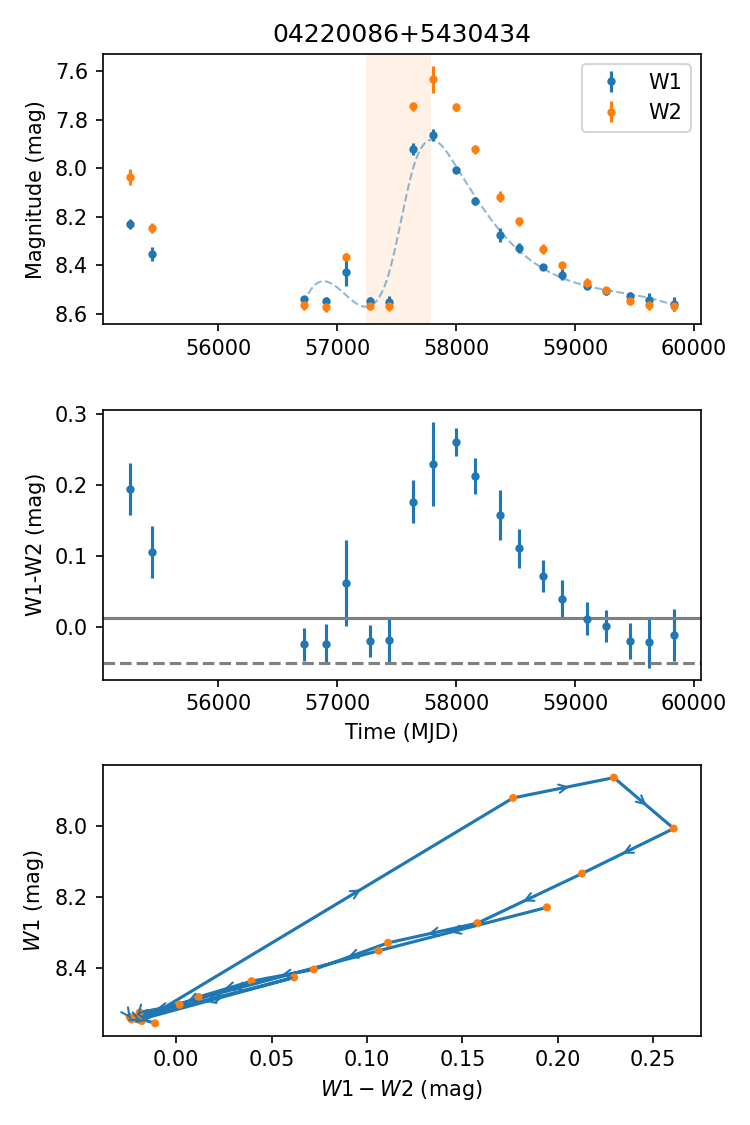 04220086+5430434
Magnitude (mag)
7.6
7.8
8.0
8.2
8.4
8.6
W1
W2
56000 57000 58000 59000 60000
W1-W2 (mag)
0.3
0.2
0.1
0.0
56000 57000 58000 59000 60000
Time (MJD)
W1 (mag)
8.0
8.2
8.4
0.00 0.05 0.10 0.15 0.20 0.25
W1 − W2 (mag)